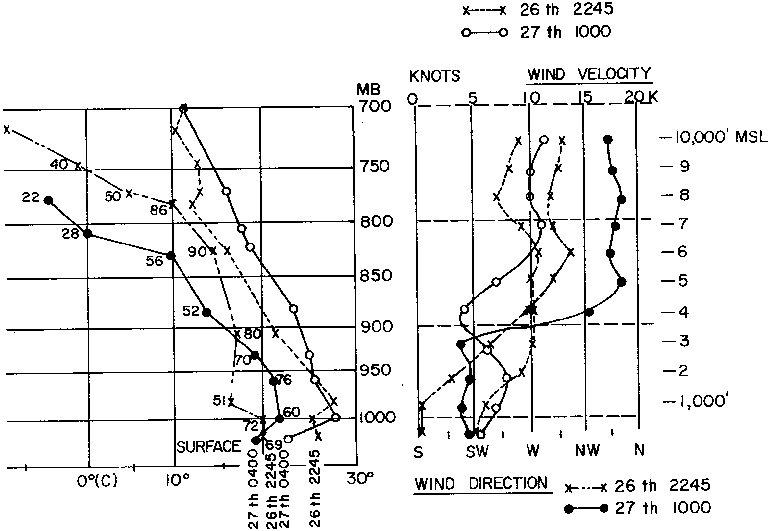 26 th 2245
27 th 1000
MB
KNOTS
WIND VELOCITY
0 5 10 15 20 K
700
750
800
850
900
950
1000
10,000' MSL
9
8
7
6
5
4
3
2
1,000'
40
50
86
22
28
56
90
52
80
70
76
51
60
72
69
SURFACE
0°(C) 10° 30°
27 th 0400
26 th 2245
27 th 0400
26 th 2245
S SW W NW N
WIND DIRECTION
26 th 2245
27 th 1000